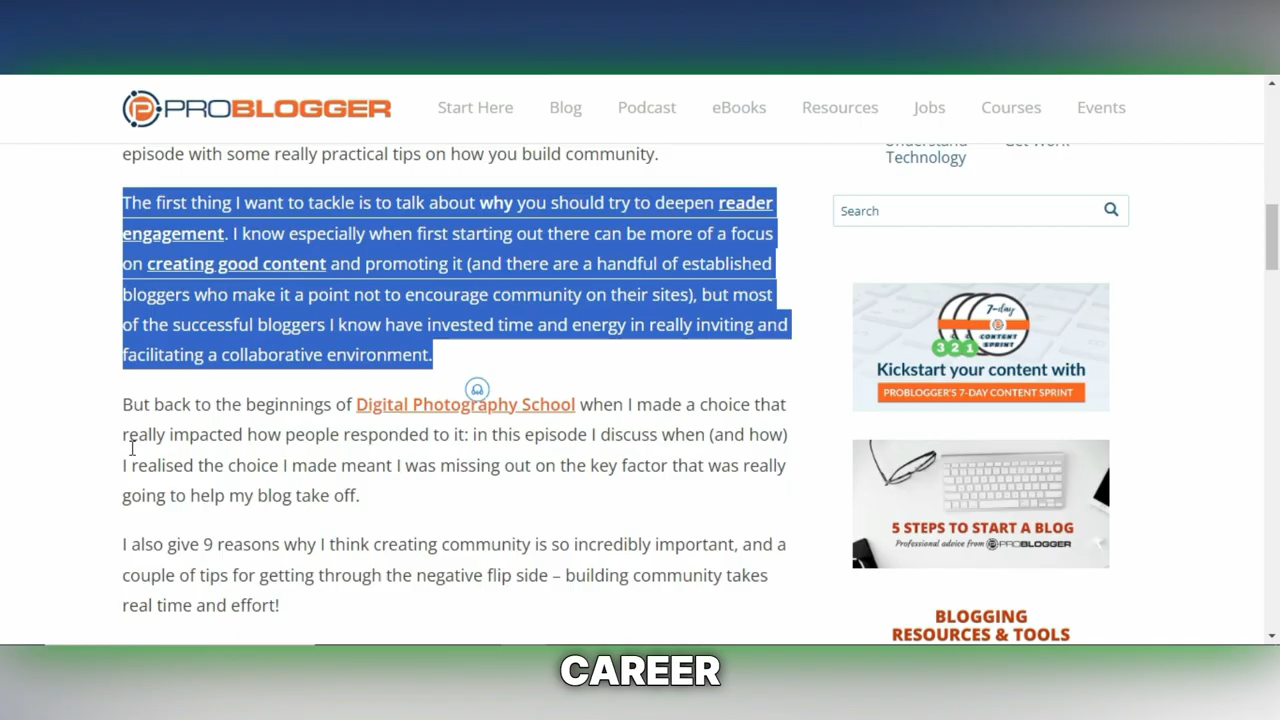 PROBLOGGER
Start Here Blog Podcast eBooks Resources Jobs Courses Events
episode with some really practical tips on how you build community.
The first thing I want to tackle is to talk about why you should try to deepen reader
engagement. I know especially when first starting out there can be more of a focus
on creating good content and promoting it (and there are a handful of established
bloggers who make it a point not to encourage community on their sites), but most
of the successful bloggers I know have invested time and energy in really inviting and
facilitating a collaborative environment.
But back to the beginnings of Digital Photography School when I made a choice that
really impacted how people responded to it: in this episode I discuss when (and how)
I realised the choice I made meant I was missing out on the key factor that was really
going to help my blog take off.
I also give 9 reasons why I think creating community is so incredibly important, and a
couple of tips for getting through the negative flip side – building community takes
real time and effort!
Understand Get Work
Technology
Search
7-day
CONTENT
SPRINT
3 2 1
Kickstart your content with
PROBLOGGER'S 7-DAY CONTENT SPRINT
5 STEPS TO START A BLOG
Professional advice from PROBLOGGER
BLOGGING
RESOURCES & TOOLS
CAREER